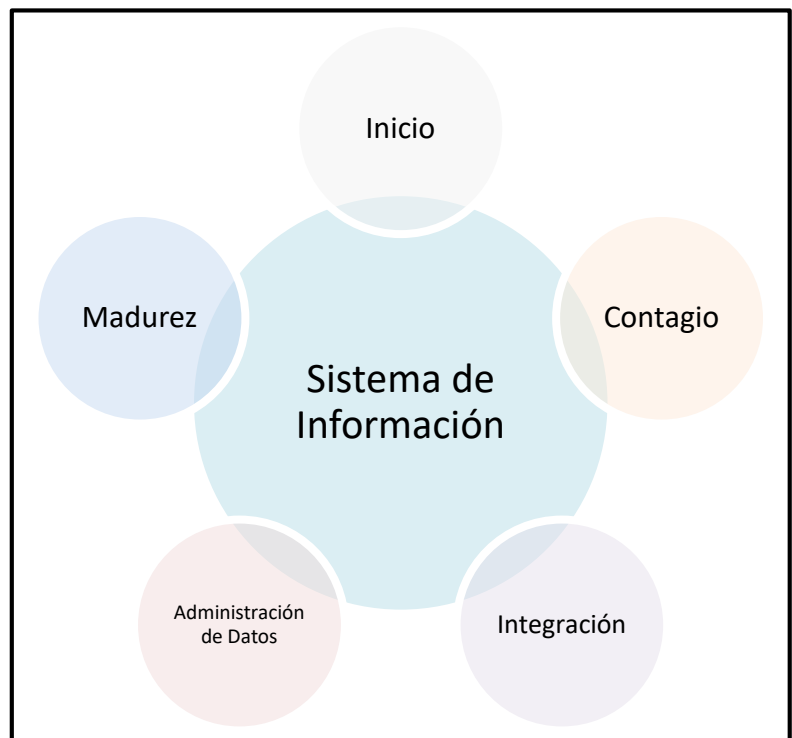 Inicio
Contagio
Integración
Administración
de Datos
Madurez
Sistema de
Información